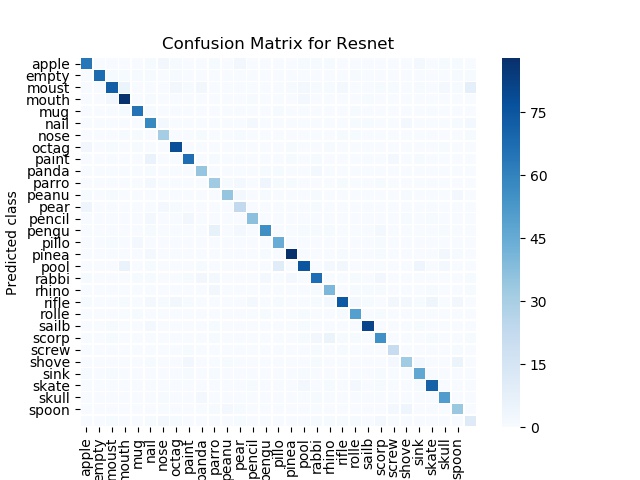 Confusion Matrix for Resnet
Predicted class
apple
empty
moust
mouth
mug
nail
nose
octag
paint
panda
parro
peanu
pear
pencil
pengu
pillo
pinea
pool
rabbi
rhino
rifle
rolle
sailb
scorp
screw
shove
sink
skate
skull
spoon
apple
empty
moust
mouth
mug
nail
nose
octag
paint
panda
parro
peanu
pear
pencil
pengu
pillo
pinea
pool
rabbi
rhino
rifle
rolle
sailb
scorp
screw
shove
sink
skate
skull
spoon
75
60
45
30
15
0